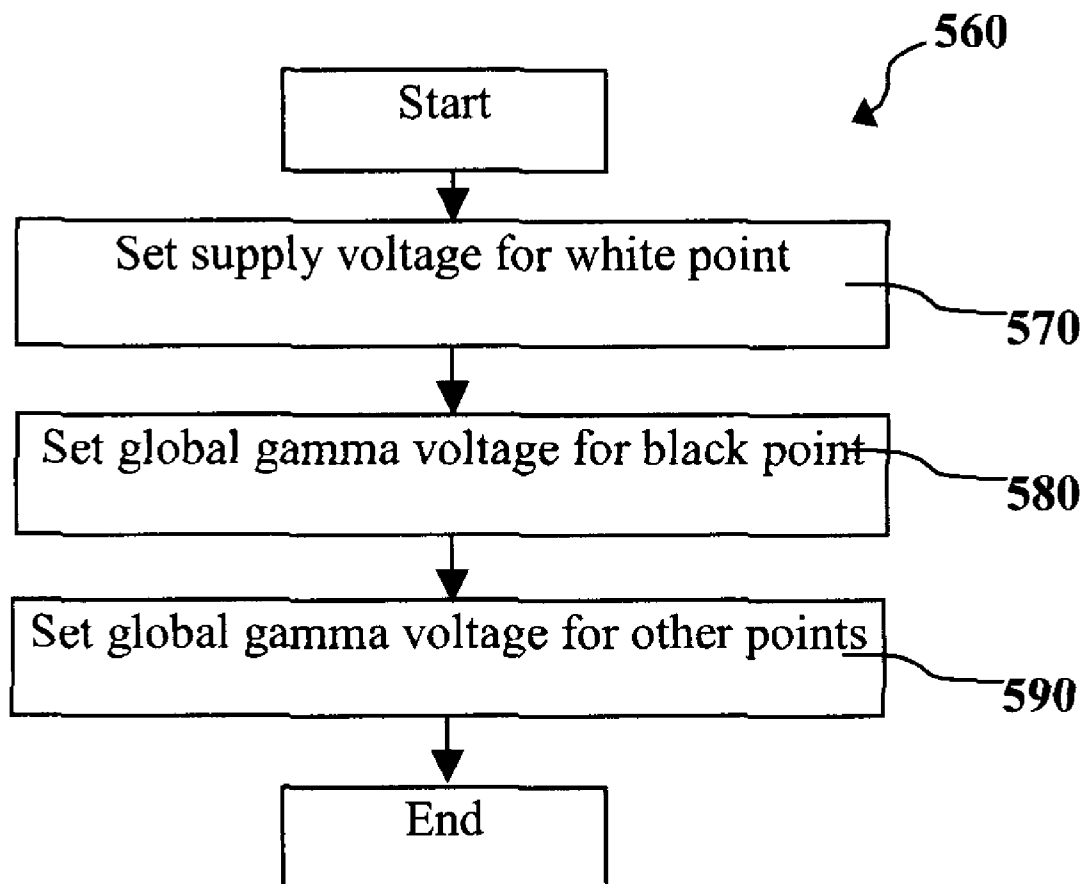 560
Start
Set supply voltage for white point
570
Set global gamma voltage for black point
580
Set global gamma voltage for other points
590
End